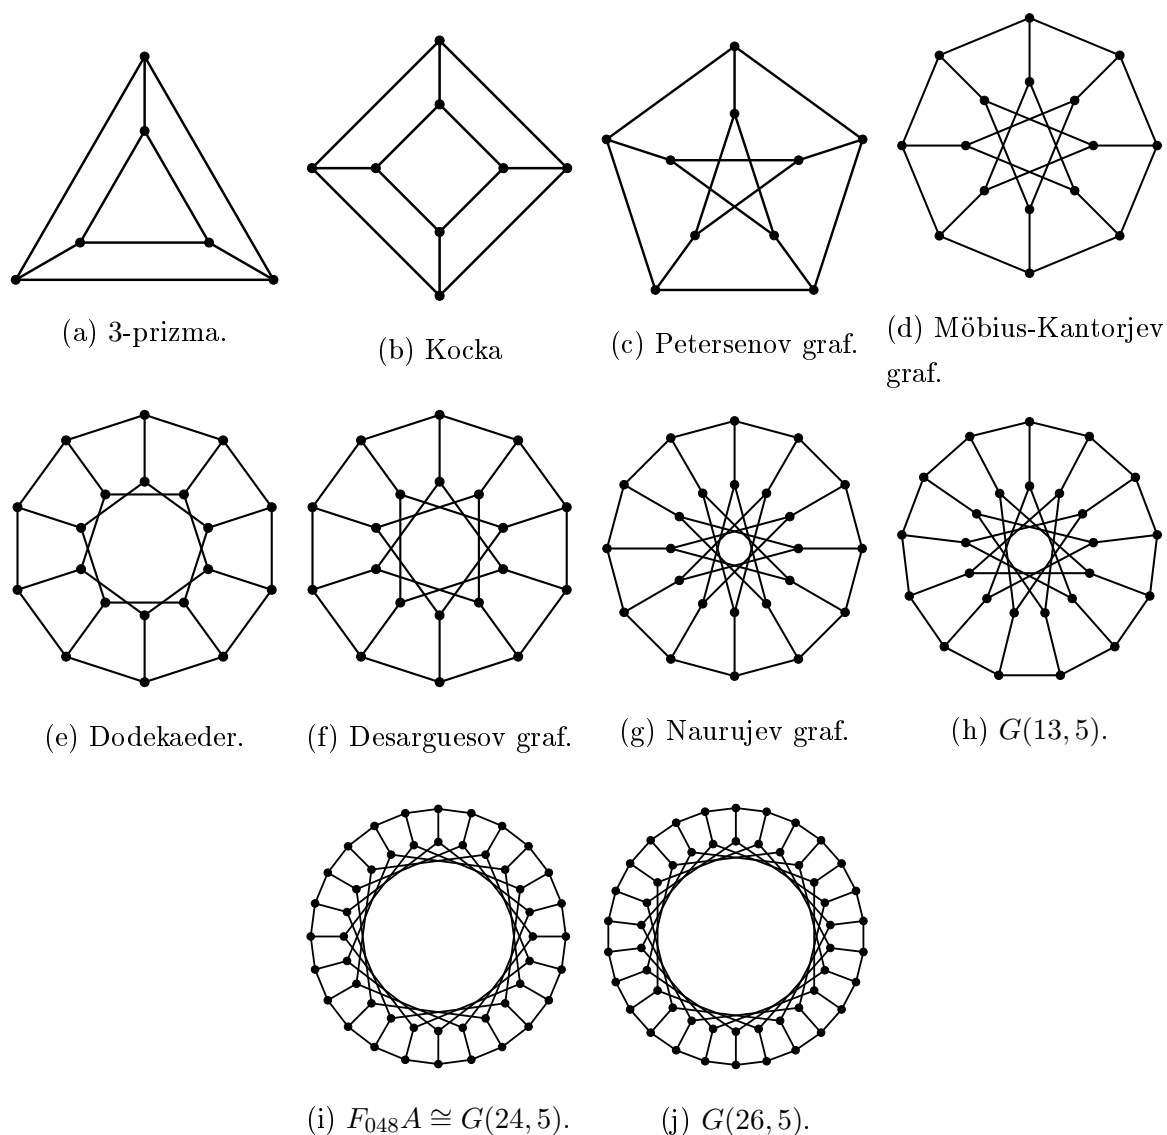 (a) 3-prizma.
(b) Kocka
(c) Petersenov graf.
(d) Möbius-Kantorjev
graf.
(e) Dodekaeder.
(f) Desarguesov graf.
(g) Naurujev graf.
(h) G(13, 5).
(i) F₀₄₈A ≅ G(24, 5).
(j) G(26, 5).